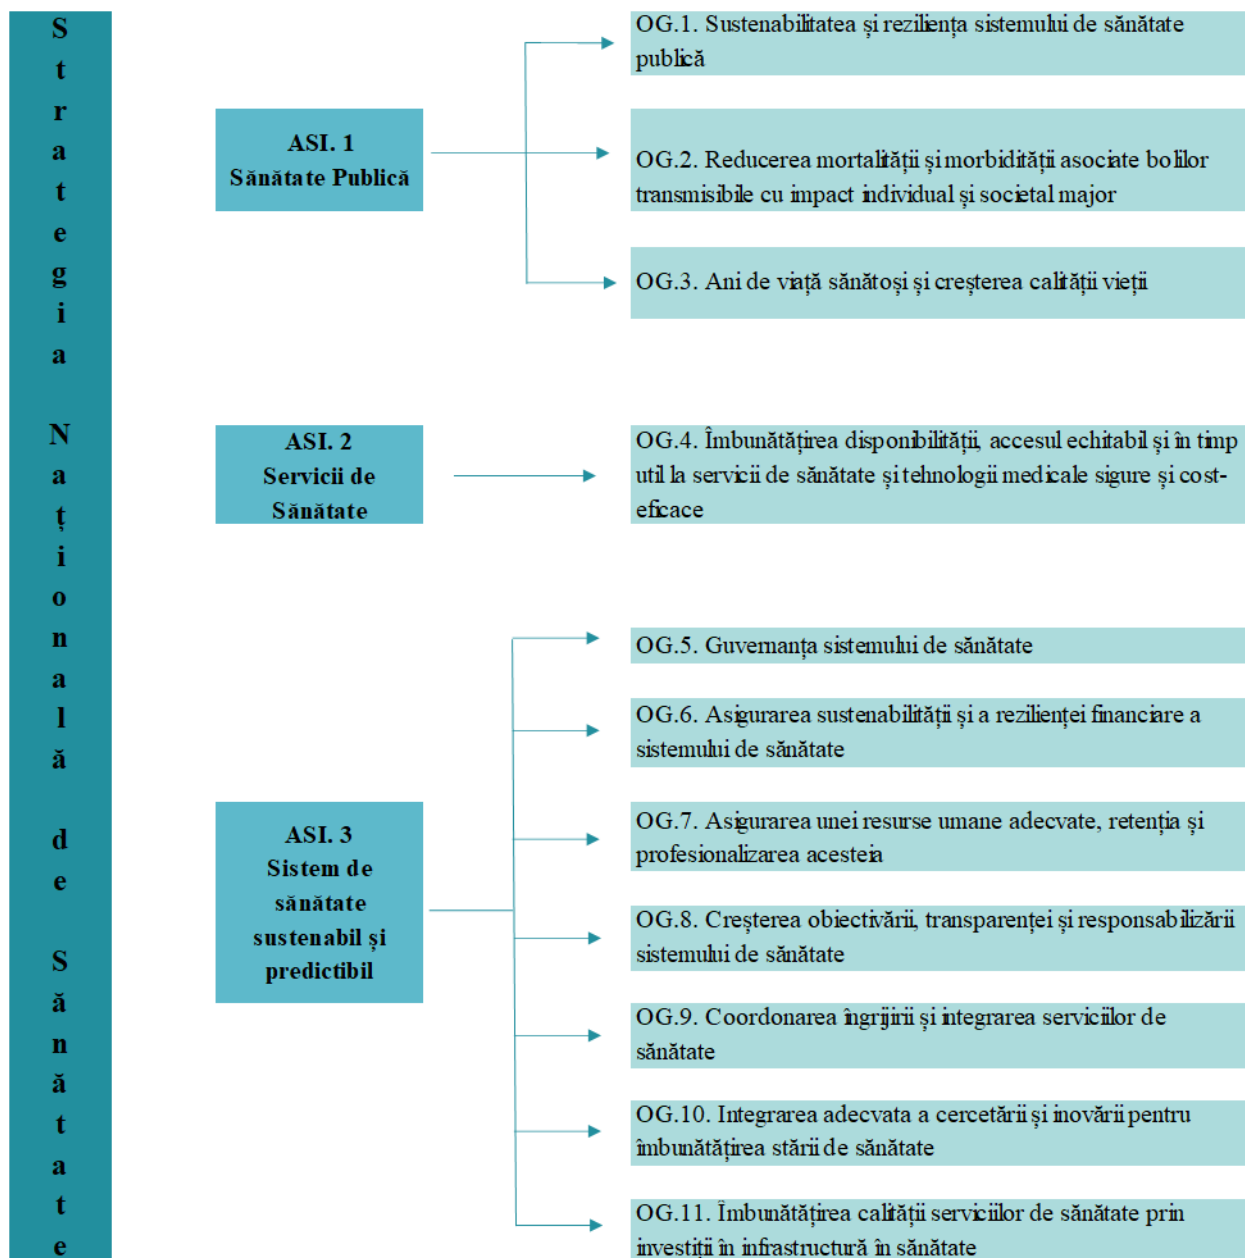 Strategia Națională de Sănătate
ASI. 1
Sănătate Publică
OG.1. Sustenabilitatea și reziliența sistemului de sănătate
publică
OG.2. Reducerea mortalității și morbidității asociate bolilor
transmisibile cu impact individual și societal major
OG.3. Ani de viață sănătoși și creșterea calității vieții
ASI. 2
Servicii de
Sănătate
OG.4. Îmbunătățirea disponibilității, accesul echitabil și în timp
util la servicii de sănătate și tehnologii medicale sigure și cost-
eficace
ASI. 3
Sistem de
sănătate
sustenabil și
predictibil
OG.5. Guvernanța sistemului de sănătate
OG.6. Asigurarea sustenabilității și a rezilienței financiare a
sistemului de sănătate
OG.7. Asigurarea unei resurse umane adecvate, retenția și
profesionalizarea acesteia
OG.8. Creșterea obiectivării, transparenței și responsabilizării
sistemului de sănătate
OG.9. Coordonarea îngrijirii și integrarea serviciilor de
sănătate
OG.10. Integrarea adecvata a cercetării și inovării pentru
îmbunătățirea stării de sănătate
OG.11. Îmbunătățirea calității serviciilor de sănătate prin
investiții în infrastructură în sănătate